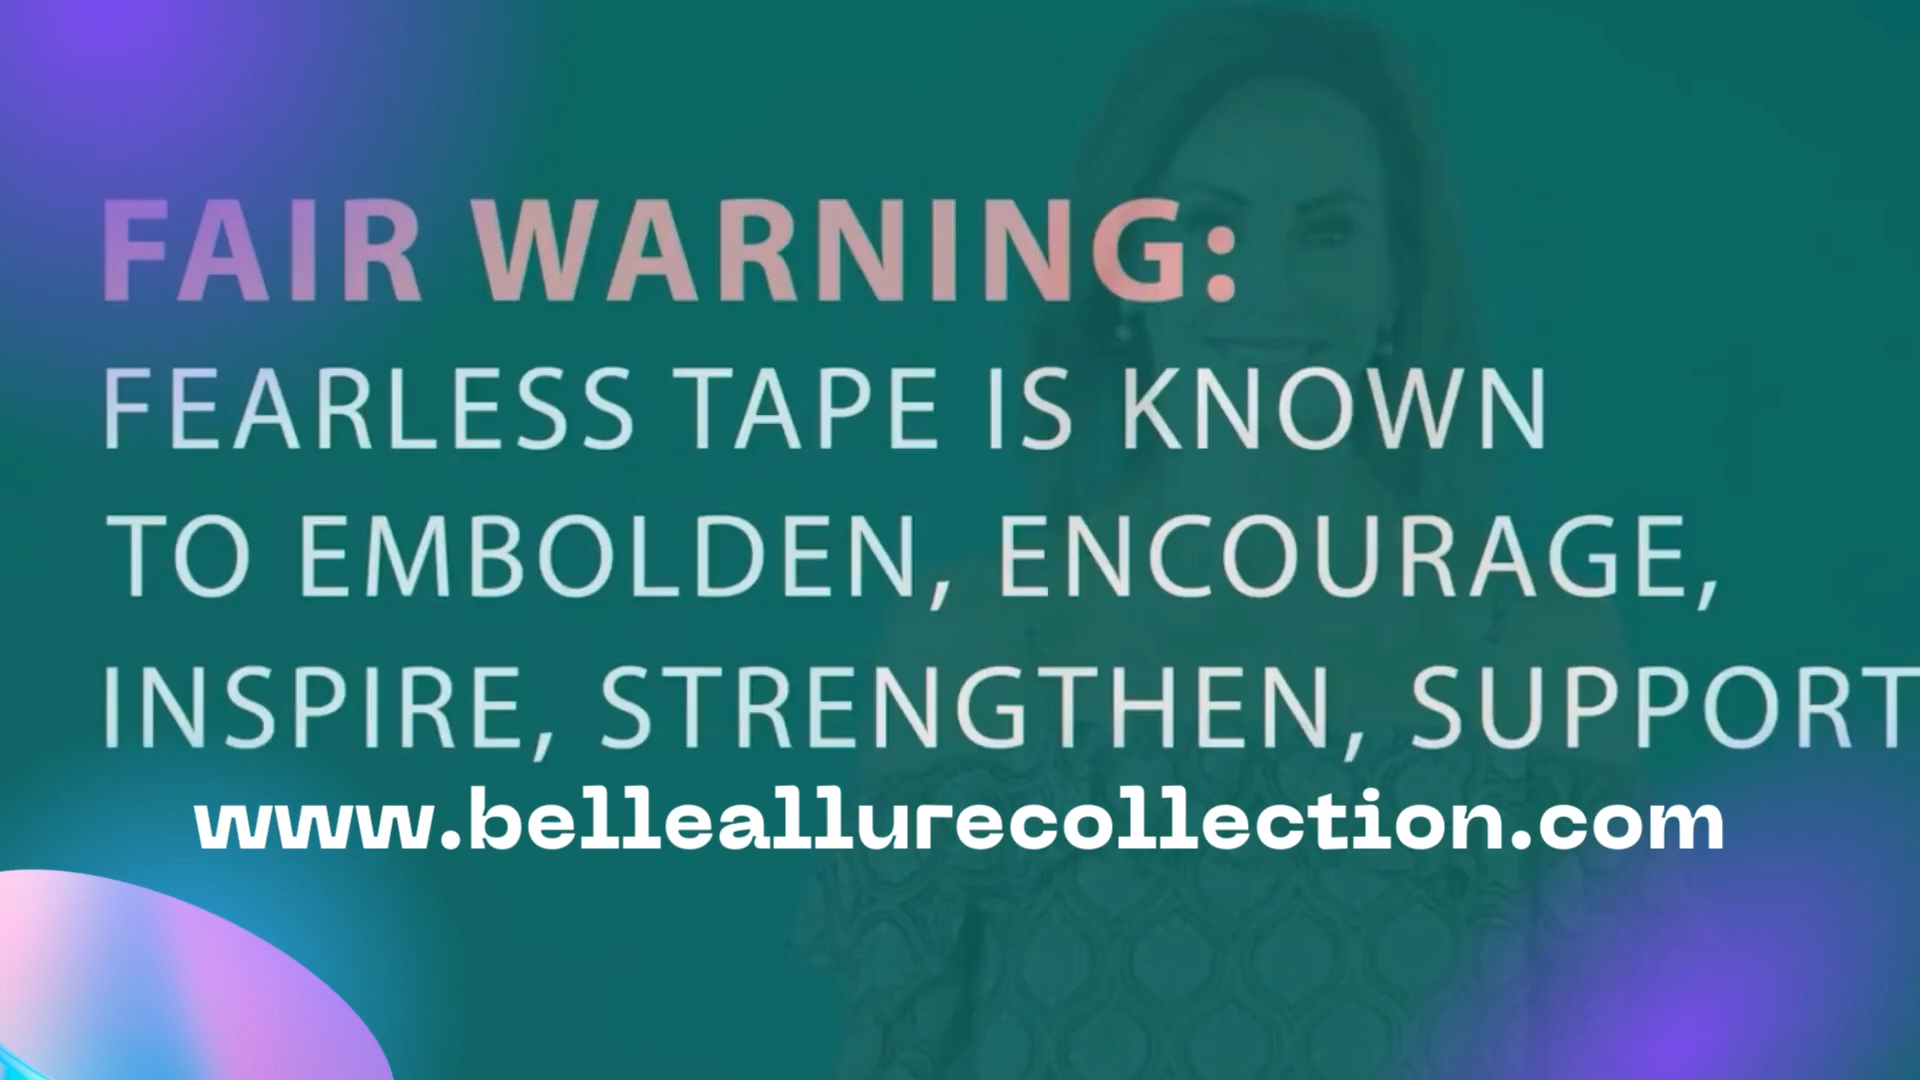 FAIR WARNING:
FEARLESS TAPE IS KNOWN
TO EMBOLDEN, ENCOURAGE,
INSPIRE, STRENGTHEN, SUPPORT
www.belleallurecollection.com